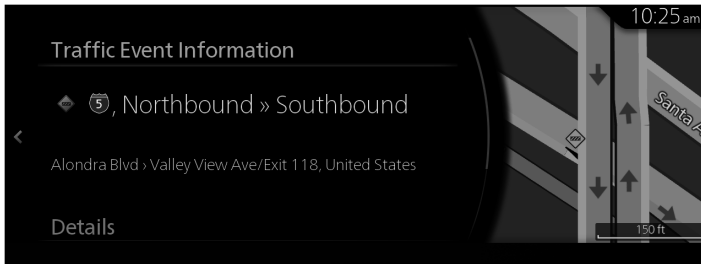 10:25 am
Traffic Event Information
5, Northbound » Southbound
Alondra Blvd › Valley View Ave/Exit 118, United States
Details
Santa
150 ft